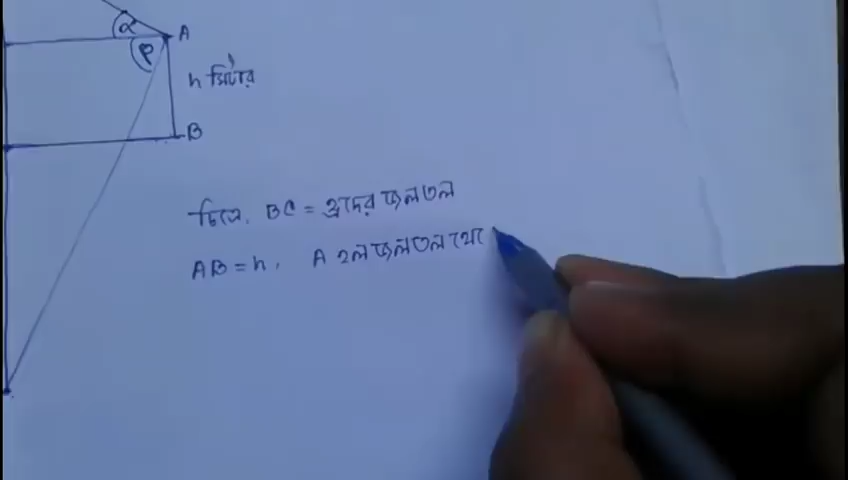 α A
β h মিটার
B
চিত্রে, BC = হ্রদের জলতল
AB = h, A হল জলতল থে